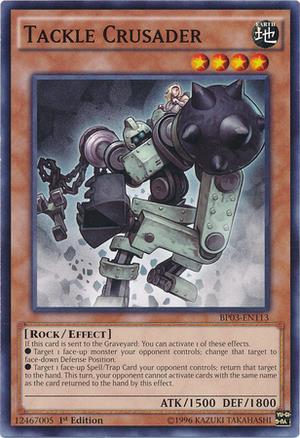 Tackle Crusader
EARTH
地
BP03-EN113
[Rock/Effect]
If this card is sent to the Graveyard: You can activate 1 of these effects.
● Target 1 face-up monster your opponent controls; change that target to
face-down Defense Position.
● Target 1 face-up Spell/Trap Card your opponent controls; return that target
to the hand. This turn, your opponent cannot activate cards with the same name
as the card returned to the hand by this effect.
ATK/1500 DEF/1800
12467005 1st Edition ©1996 KAZUKI TAKAHASHI